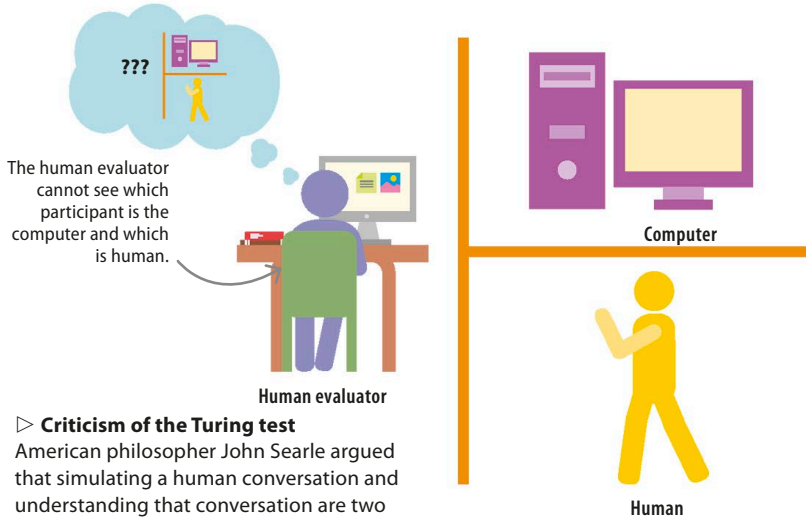 ???
The human evaluator
cannot see which
participant is the
computer and which
is human.
Human evaluator
▷ Criticism of the Turing test
American philosopher John Searle argued
that simulating a human conversation and
understanding that conversation are two
Computer
Human